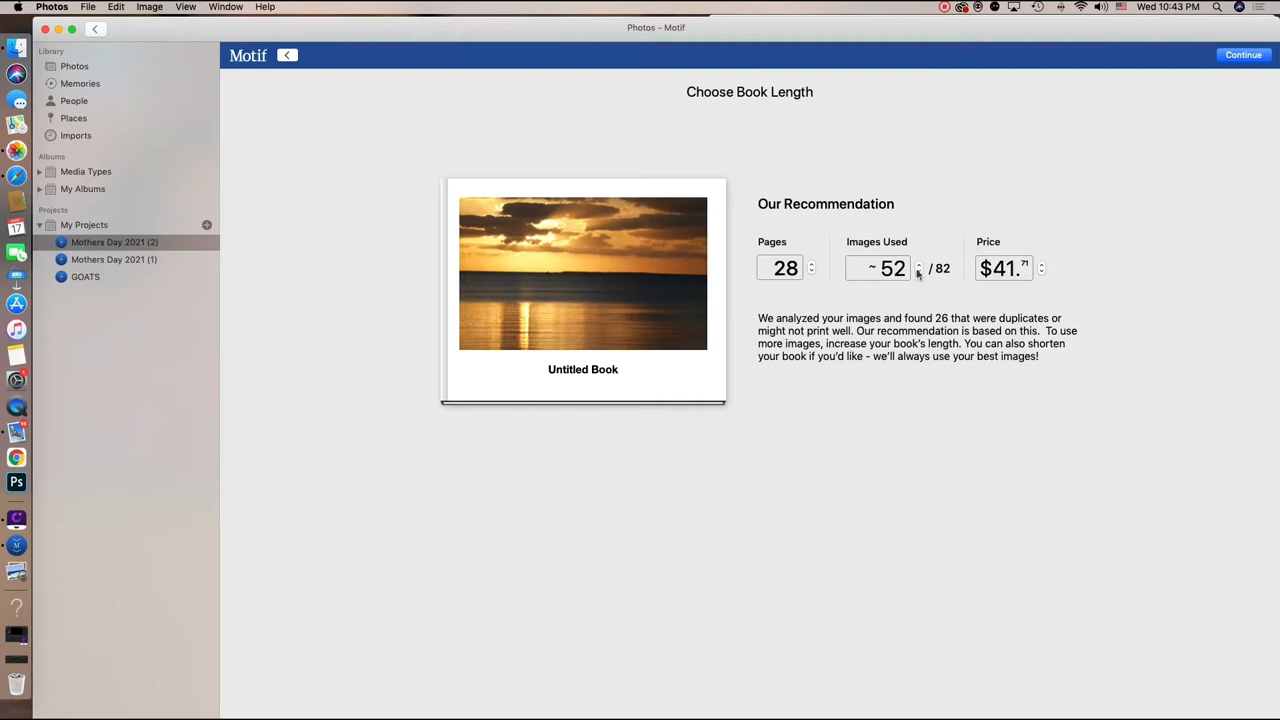 Photos File Edit Image View Window Help
Wed 10:43 PM
Photos - Motif
Library
Photos
Memories
People
Places
Imports
Albums
Media Types
My Albums
Projects
My Projects
Mothers Day 2021 (2)
Mothers Day 2021 (1)
GOATS
Motif
Continue
Choose Book Length
Untitled Book
Our Recommendation
Pages Images Used Price
28 ~ 52 / 82 $41.71
We analyzed your images and found 26 that were duplicates or
might not print well. Our recommendation is based on this. To use
more images, increase your book's length. You can also shorten
your book if you'd like - we'll always use your best images!
17
Ps